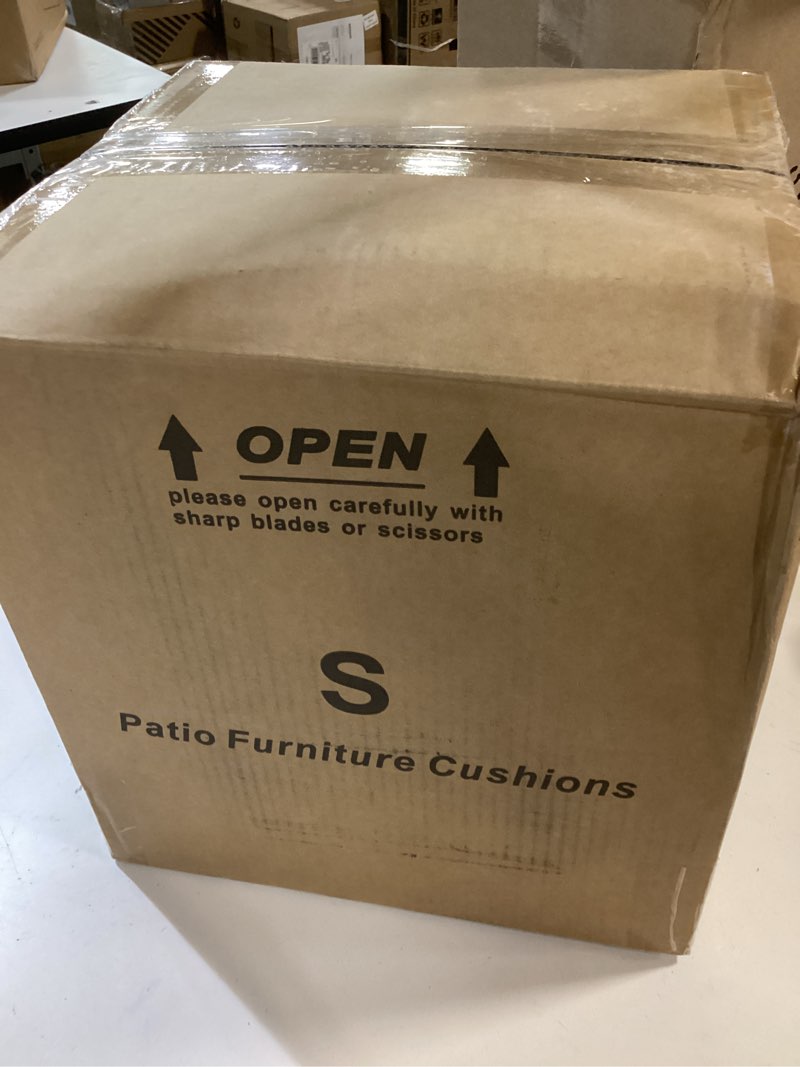 OPEN
please open carefully with
sharp blades or scissors
S
Patio Furniture Cushions